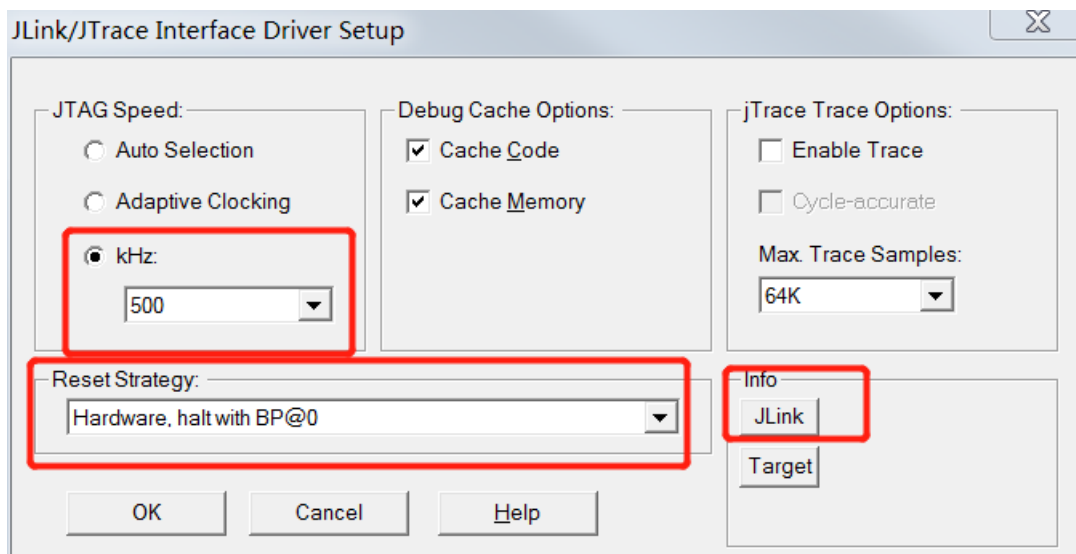 JLink/JTrace Interface Driver Setup
JTAG Speed:
Auto Selection
Adaptive Clocking
kHz:
500
Debug Cache Options:
Cache Code
Cache Memory
jTrace Trace Options:
Enable Trace
Cycle-accurate
Max. Trace Samples:
64K
Reset Strategy:
Hardware, halt with BP@0
Info
JLink
Target
OK
Cancel
Help